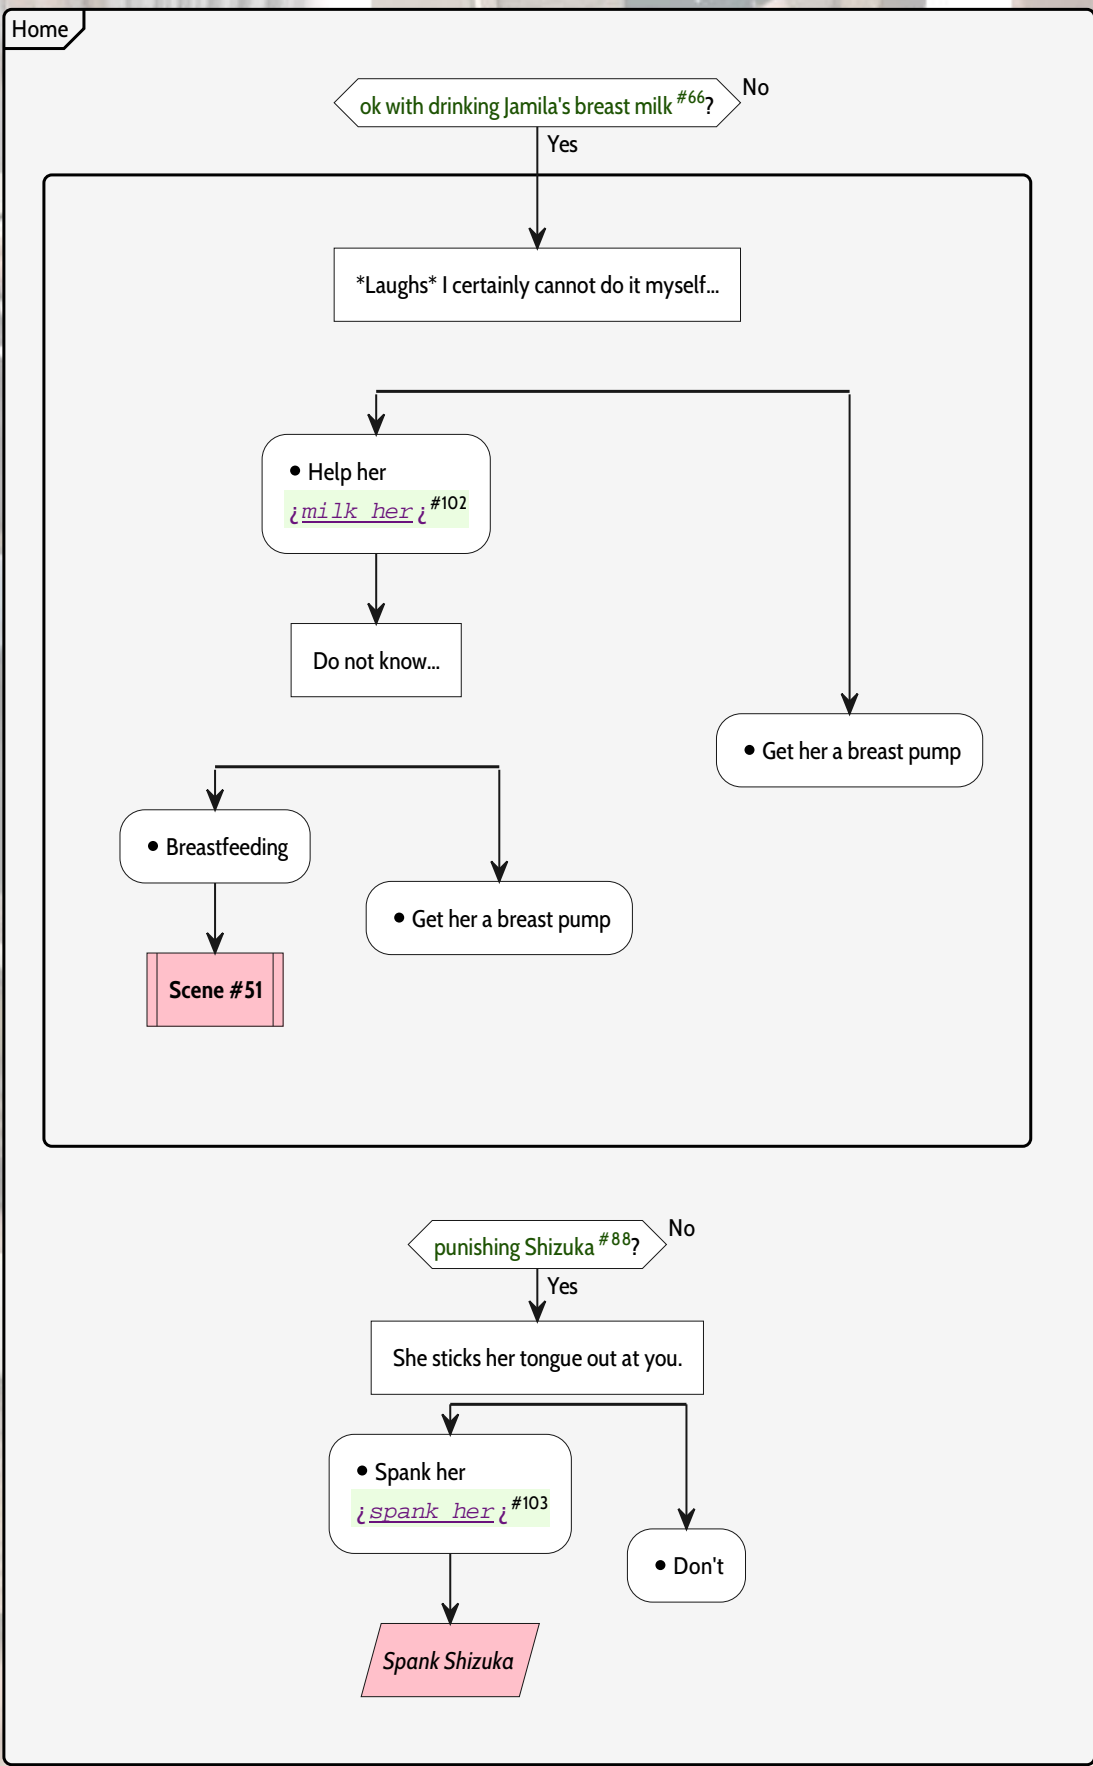 Home
ok with drinking Jamila's breast milk #66?
No
Yes
*Laughs* I certainly cannot do it myself...
• Help her
¿milk her¿#102
Do not know...
• Get her a breast pump
• Breastfeeding
• Get her a breast pump
Scene #51
punishing Shizuka #88?
No
Yes
She sticks her tongue out at you.
• Spank her
¿spank her¿#103
• Don't
Spank Shizuka